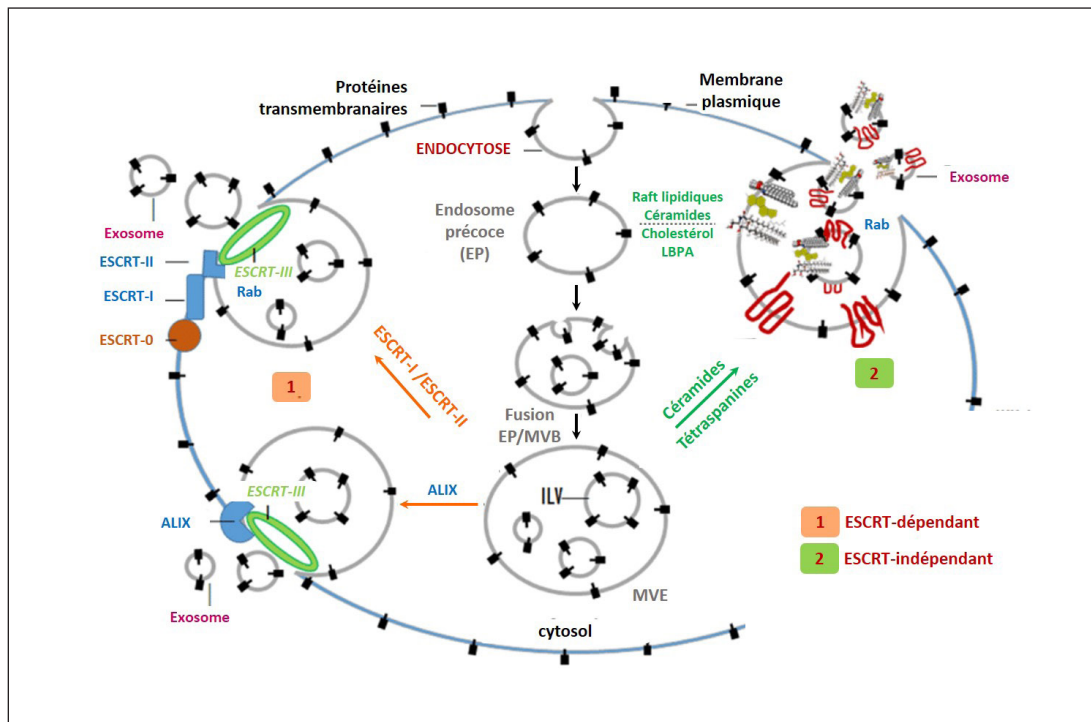 Protéines
transmembranaires
Membrane
plasmique
ENDOCYTOSE
Exosome
Endosome
précoce
(EP)
Raft lipidiques
Céramides
Cholestérol
LBPA
Rab
Exosome
ESCRT-II
ESCRT-III
Rab
ESCRT-I
ESCRT-0
1
ESCRT-I /ESCRT-II
Céramides
Tétraspanines
2
Fusion
EP/MVB
ESCRT-III
ALIX
ILV
ALIX
MVE
Exosome
cytosol
1 ESCRT-dépendant
2 ESCRT-indépendant